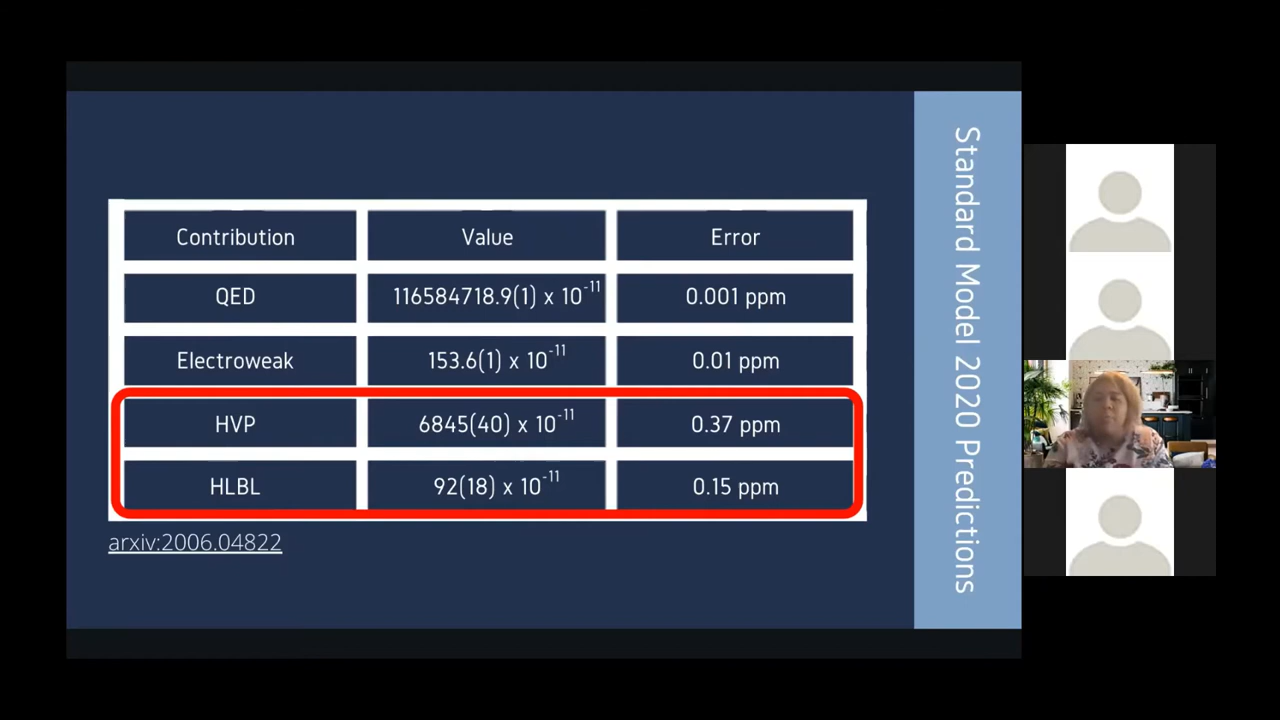 Contribution Value Error
QED 116584718.9(1) x 10⁻¹¹ 0.001 ppm
Electroweak 153.6(1) x 10⁻¹¹ 0.01 ppm
HVP 6845(40) x 10⁻¹¹ 0.37 ppm
HLBL 92(18) x 10⁻¹¹ 0.15 ppm
arxiv:2006.04822
Standard Model 2020 Predictions